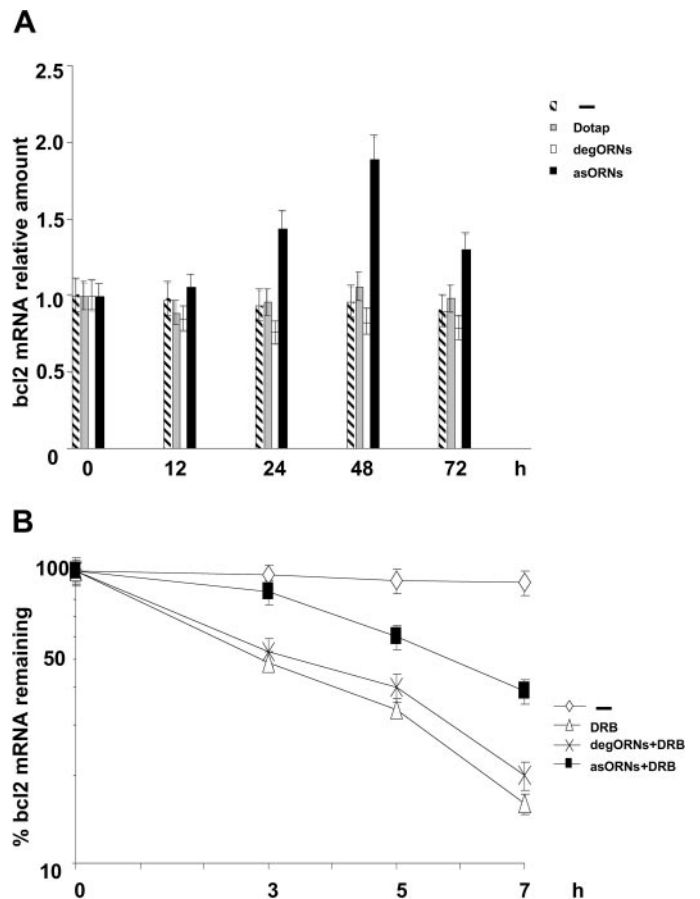 A
bcl2 mRNA relative amount
2.5
2.0
1.5
1.0
0.5
0
0 12 24 48 72 h
—
Dotap
degORNs
asORNs
B
% bcl2 mRNA remaining
100
50
10
0 3 5 7 h
—
DRB
degORNs+DRB
asORNs+DRB